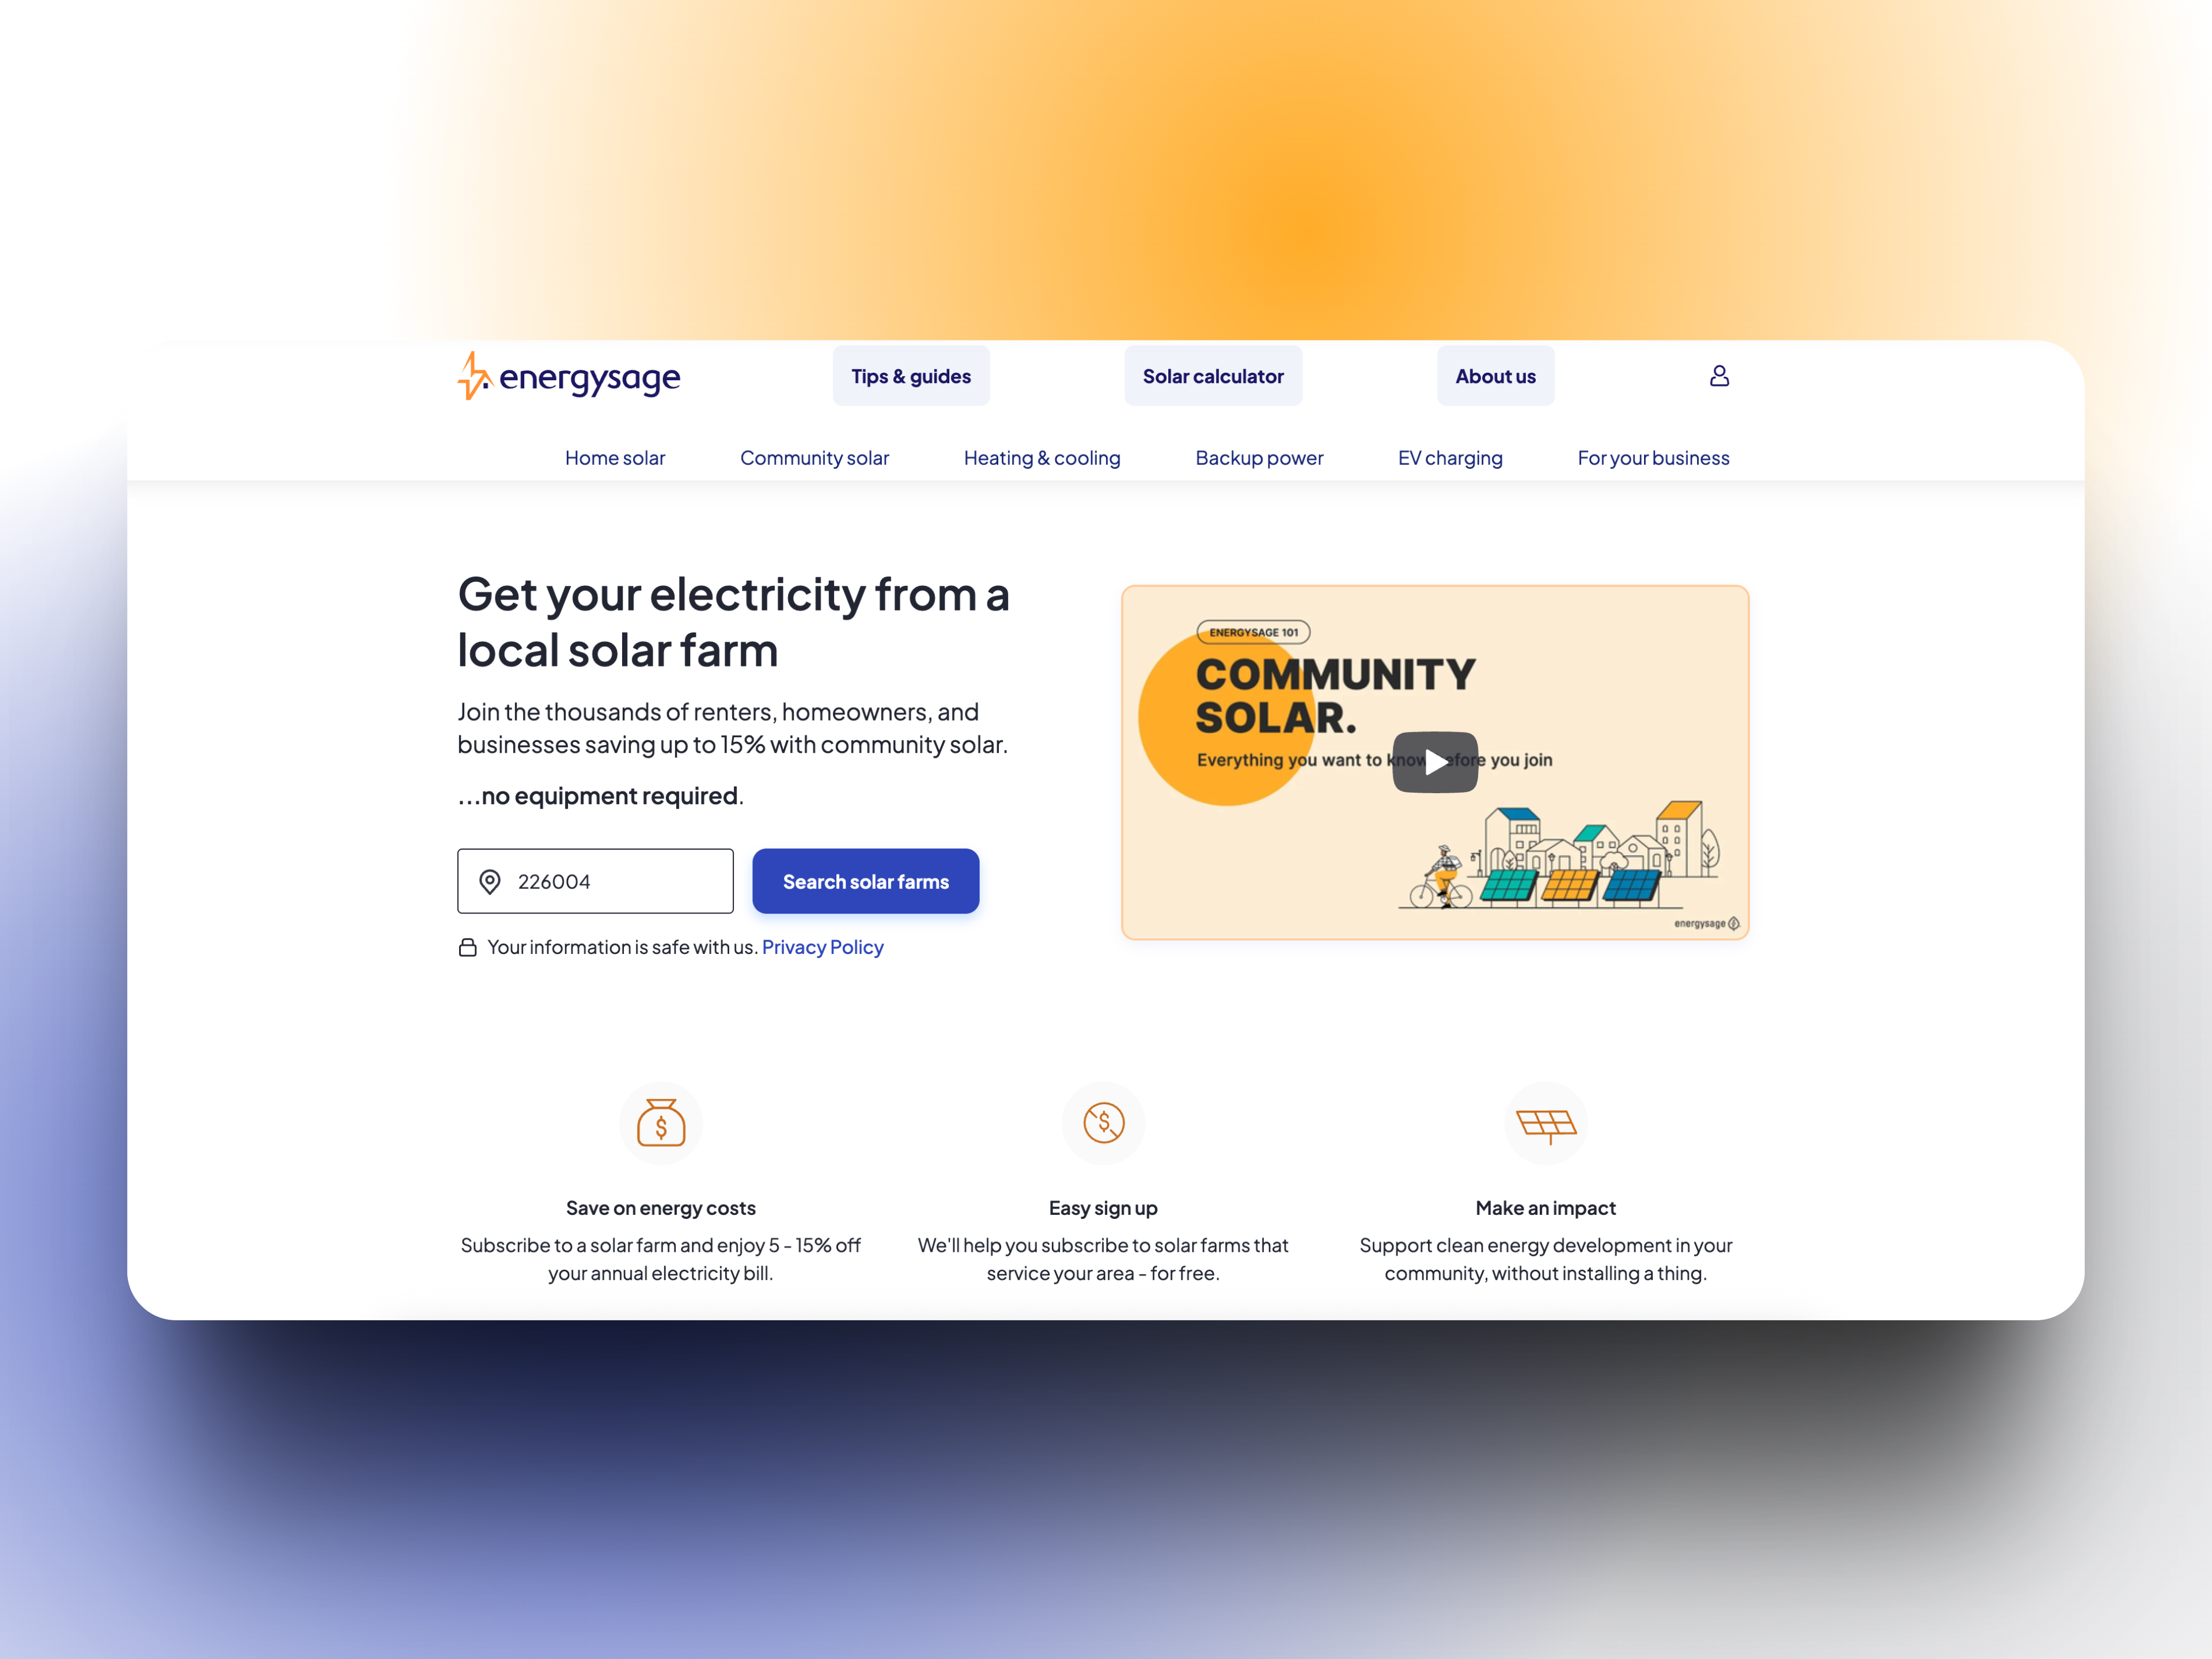 energysage
Tips & guides
Solar calculator
About us
Home solar
Community solar
Heating & cooling
Backup power
EV charging
For your business
Get your electricity from a
local solar farm
Join the thousands of renters, homeowners, and
businesses saving up to 15% with community solar.
...no equipment required.
226004
Search solar farms
Your information is safe with us. Privacy Policy
ENERGYSAGE 101
COMMUNITY
SOLAR.
Everything you want to know before you join
energysage
Save on energy costs
Subscribe to a solar farm and enjoy 5 - 15% off
your annual electricity bill.
Easy sign up
We'll help you subscribe to solar farms that
service your area - for free.
Make an impact
Support clean energy development in your
community, without installing a thing.